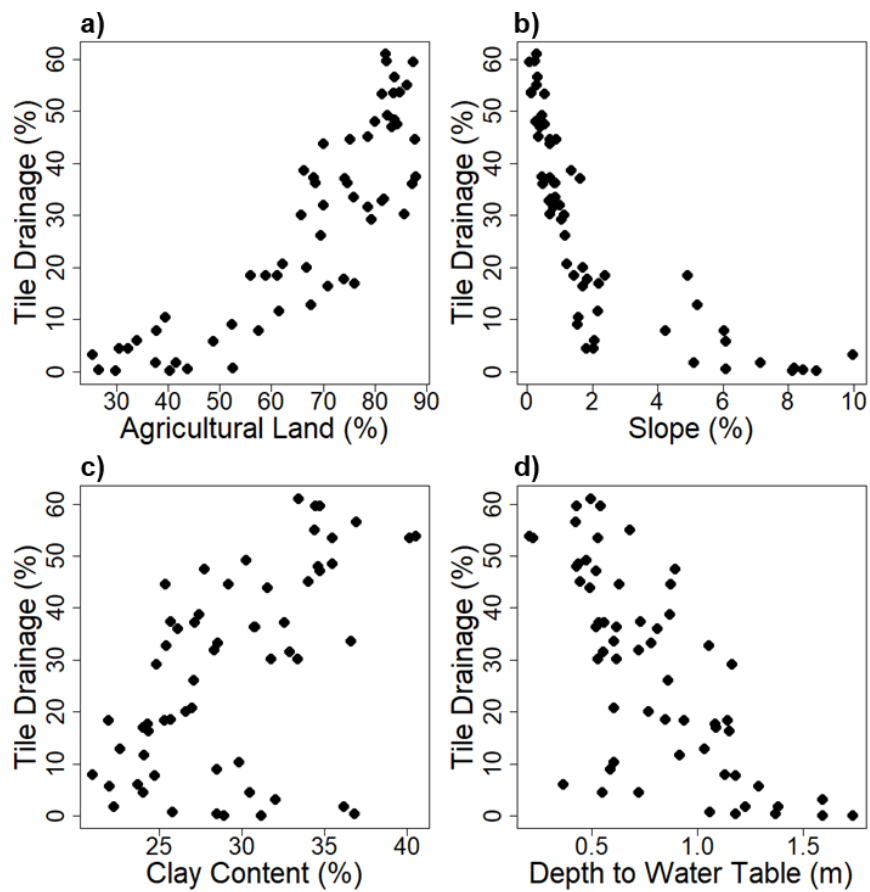 a)
Tile Drainage (%)
0 10 20 30 40 50 60
30 40 50 60 70 80 90
Agricultural Land (%)
b)
Tile Drainage (%)
0 10 20 30 40 50 60
0 2 4 6 8 10
Slope (%)
c)
Tile Drainage (%)
0 10 20 30 40 50 60
25 30 35 40
Clay Content (%)
d)
Tile Drainage (%)
0 10 20 30 40 50 60
0.5 1.0 1.5
Depth to Water Table (m)